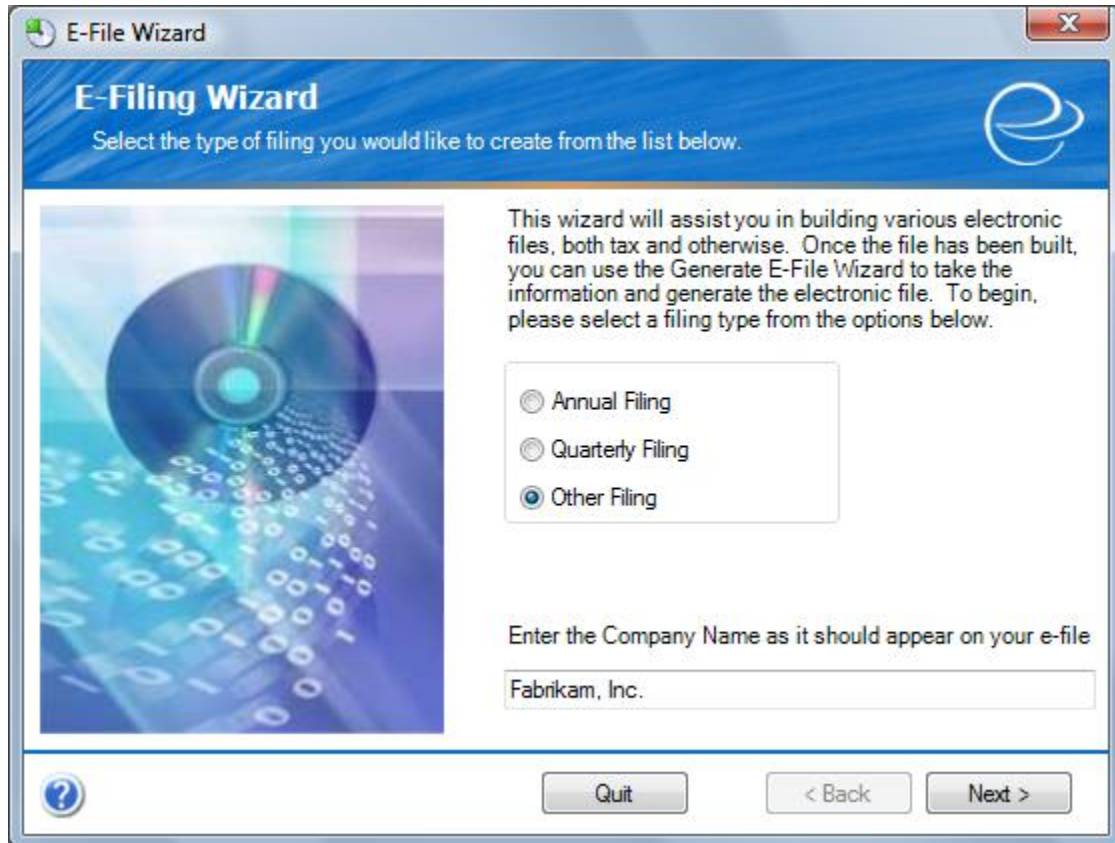 E-File Wizard
E-Filing Wizard
Select the type of filing you would like to create from the list below.
This wizard will assist you in building various electronic
files, both tax and otherwise. Once the file has been built,
you can use the Generate E-File Wizard to take the
information and generate the electronic file. To begin,
please select a filing type from the options below.
Annual Filing
Quarterly Filing
Other Filing
Enter the Company Name as it should appear on your e-file
Fabrikam, Inc.
Quit
< Back
Next >